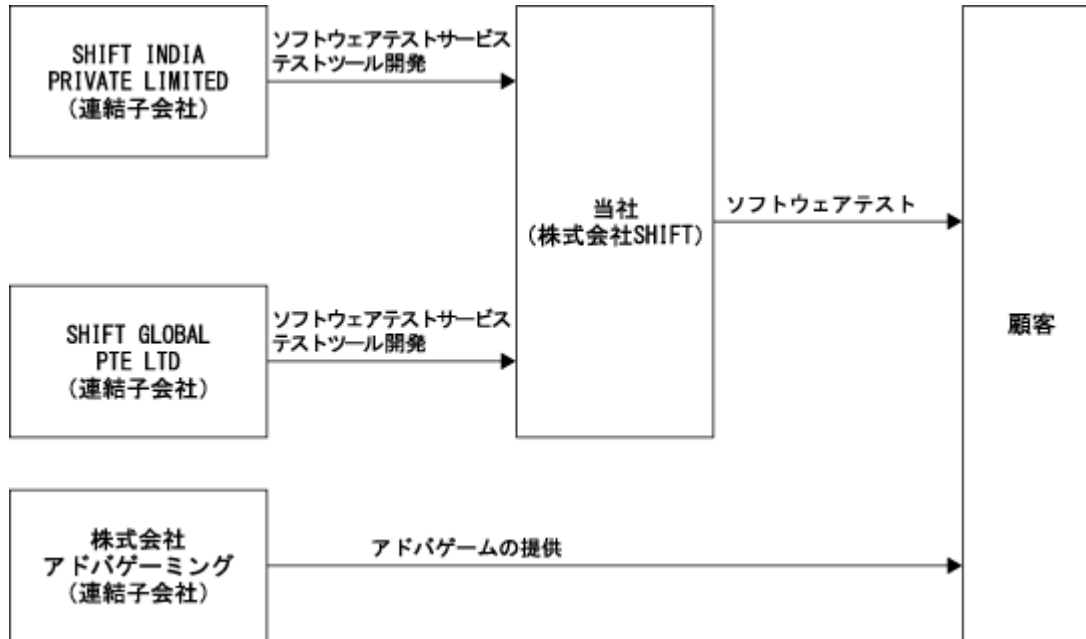 SHIFT INDIA
PRIVATE LIMITED
(連結子会社)
ソフトウェアテストサービス
テストツール開発
当社
(株式会社SHIFT)
ソフトウェアテスト
顧客
SHIFT GLOBAL
PTE LTD
(連結子会社)
ソフトウェアテストサービス
テストツール開発
株式会社
アドバゲーミング
(連結子会社)
アドバゲームの提供